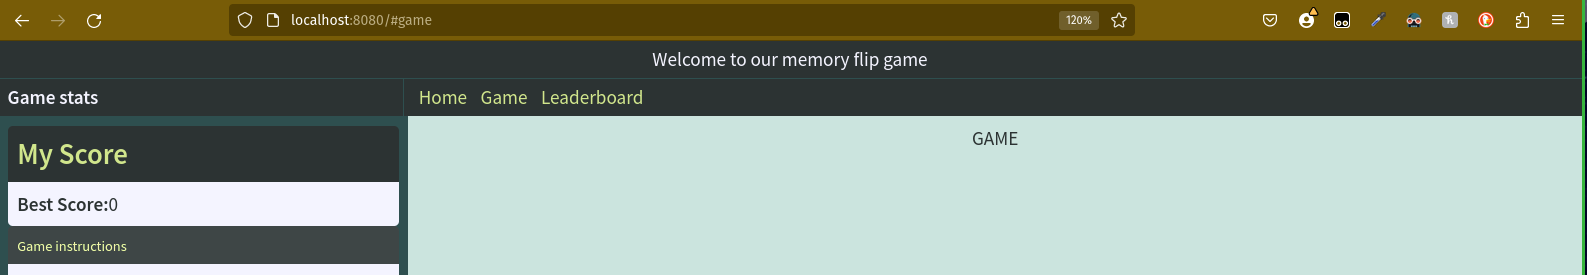 localhost:8080/#game
120%
Welcome to our memory flip game
Game stats
Home Game Leaderboard
My Score
GAME
Best Score:0
Game instructions